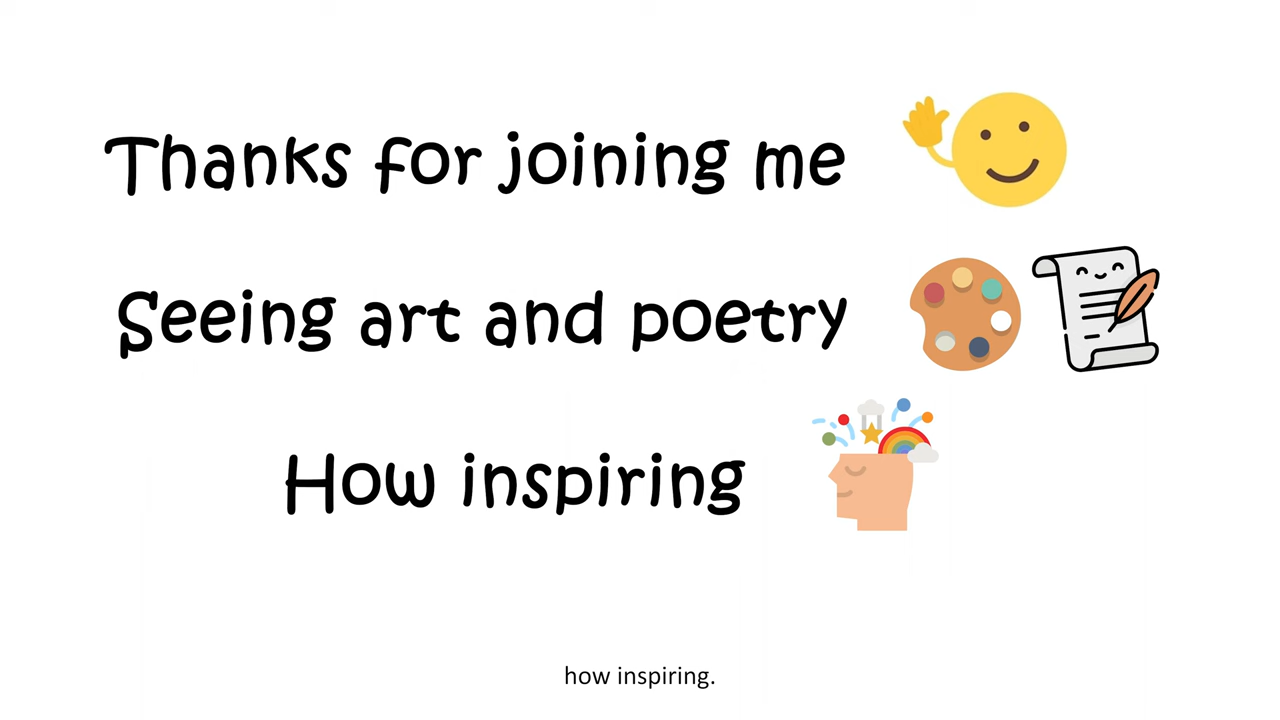 Thanks for joining me
Seeing art and poetry
How inspiring
how inspiring.